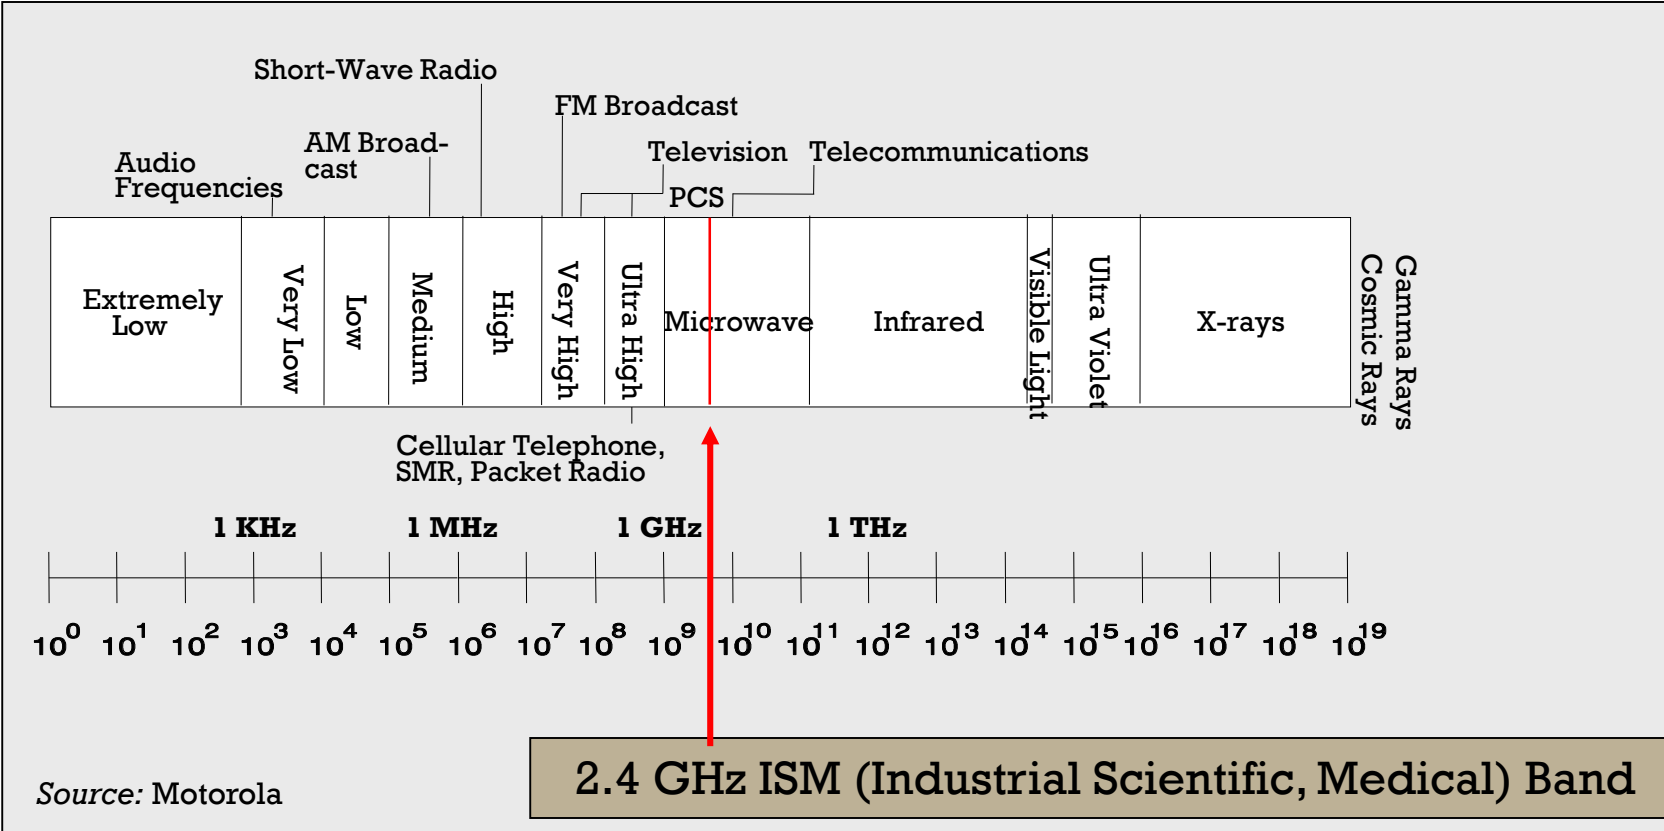 Short-Wave Radio
FM Broadcast
AM Broad-
cast
Television
Telecommunications
Audio
Frequencies
PCS
Extremely
Low
Very Low
Low
Medium
High
Very High
Ultra High
Microwave
Infrared
Visible Light
Ultra Violet
X-rays
Cosmic Rays
Gamma Rays
Cellular Telephone,
SMR, Packet Radio
1 KHz 1 MHz 1 GHz 1 THz
10⁰ 10¹ 10² 10³ 10⁴ 10⁵ 10⁶ 10⁷ 10⁸ 10⁹ 10¹⁰ 10¹¹ 10¹² 10¹³ 10¹⁴ 10¹⁵ 10¹⁶ 10¹⁷ 10¹⁸ 10¹⁹
2.4 GHz ISM (Industrial Scientific, Medical) Band
Source: Motorola